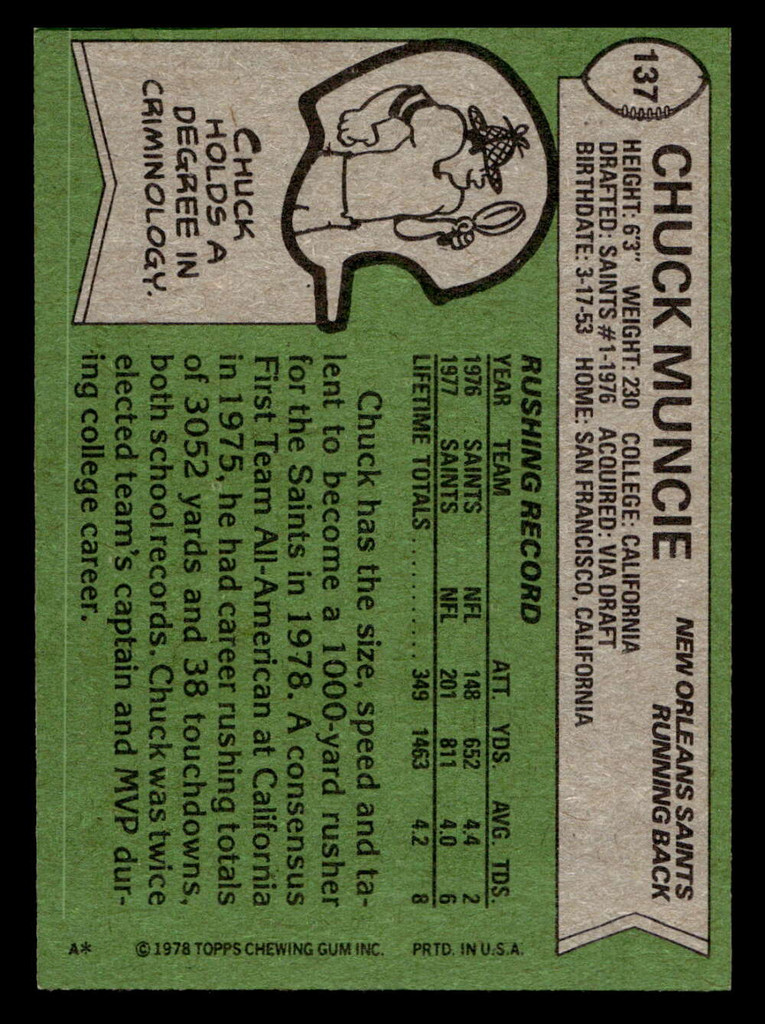 137
CHUCK MUNCIE
NEW ORLEANS SAINTS
RUNNING BACK
HEIGHT: 6'3" WEIGHT: 230 COLLEGE: CALIFORNIA
DRAFTED: SAINTS #1-1976 ACQUIRED: VIA DRAFT
BIRTHDATE: 3-17-53 HOME: SAN FRANCISCO, CALIFORNIA
CHUCK
HOLDS A
DEGREE IN
CRIMINOLOGY.
RUSHING RECORD
YEAR TEAM ATT. YDS. AVG. TDS.
1976 SAINTS NFL 148 652 4.4 2
1977 SAINTS NFL 201 811 4.0 6
LIFETIME TOTALS .......... 349 1463 4.2 8
Chuck has the size, speed and ta-
lent to become a 1000-yard rusher
for the Saints in 1978. A consensus
First Team All-American at California
in 1975, he had career rushing totals
of 3052 yards and 38 touchdowns,
both school records. Chuck was twice
elected team's captain and MVP dur-
ing college career.
A* © 1978 TOPPS CHEWING GUM INC. PRTD. IN U.S.A.